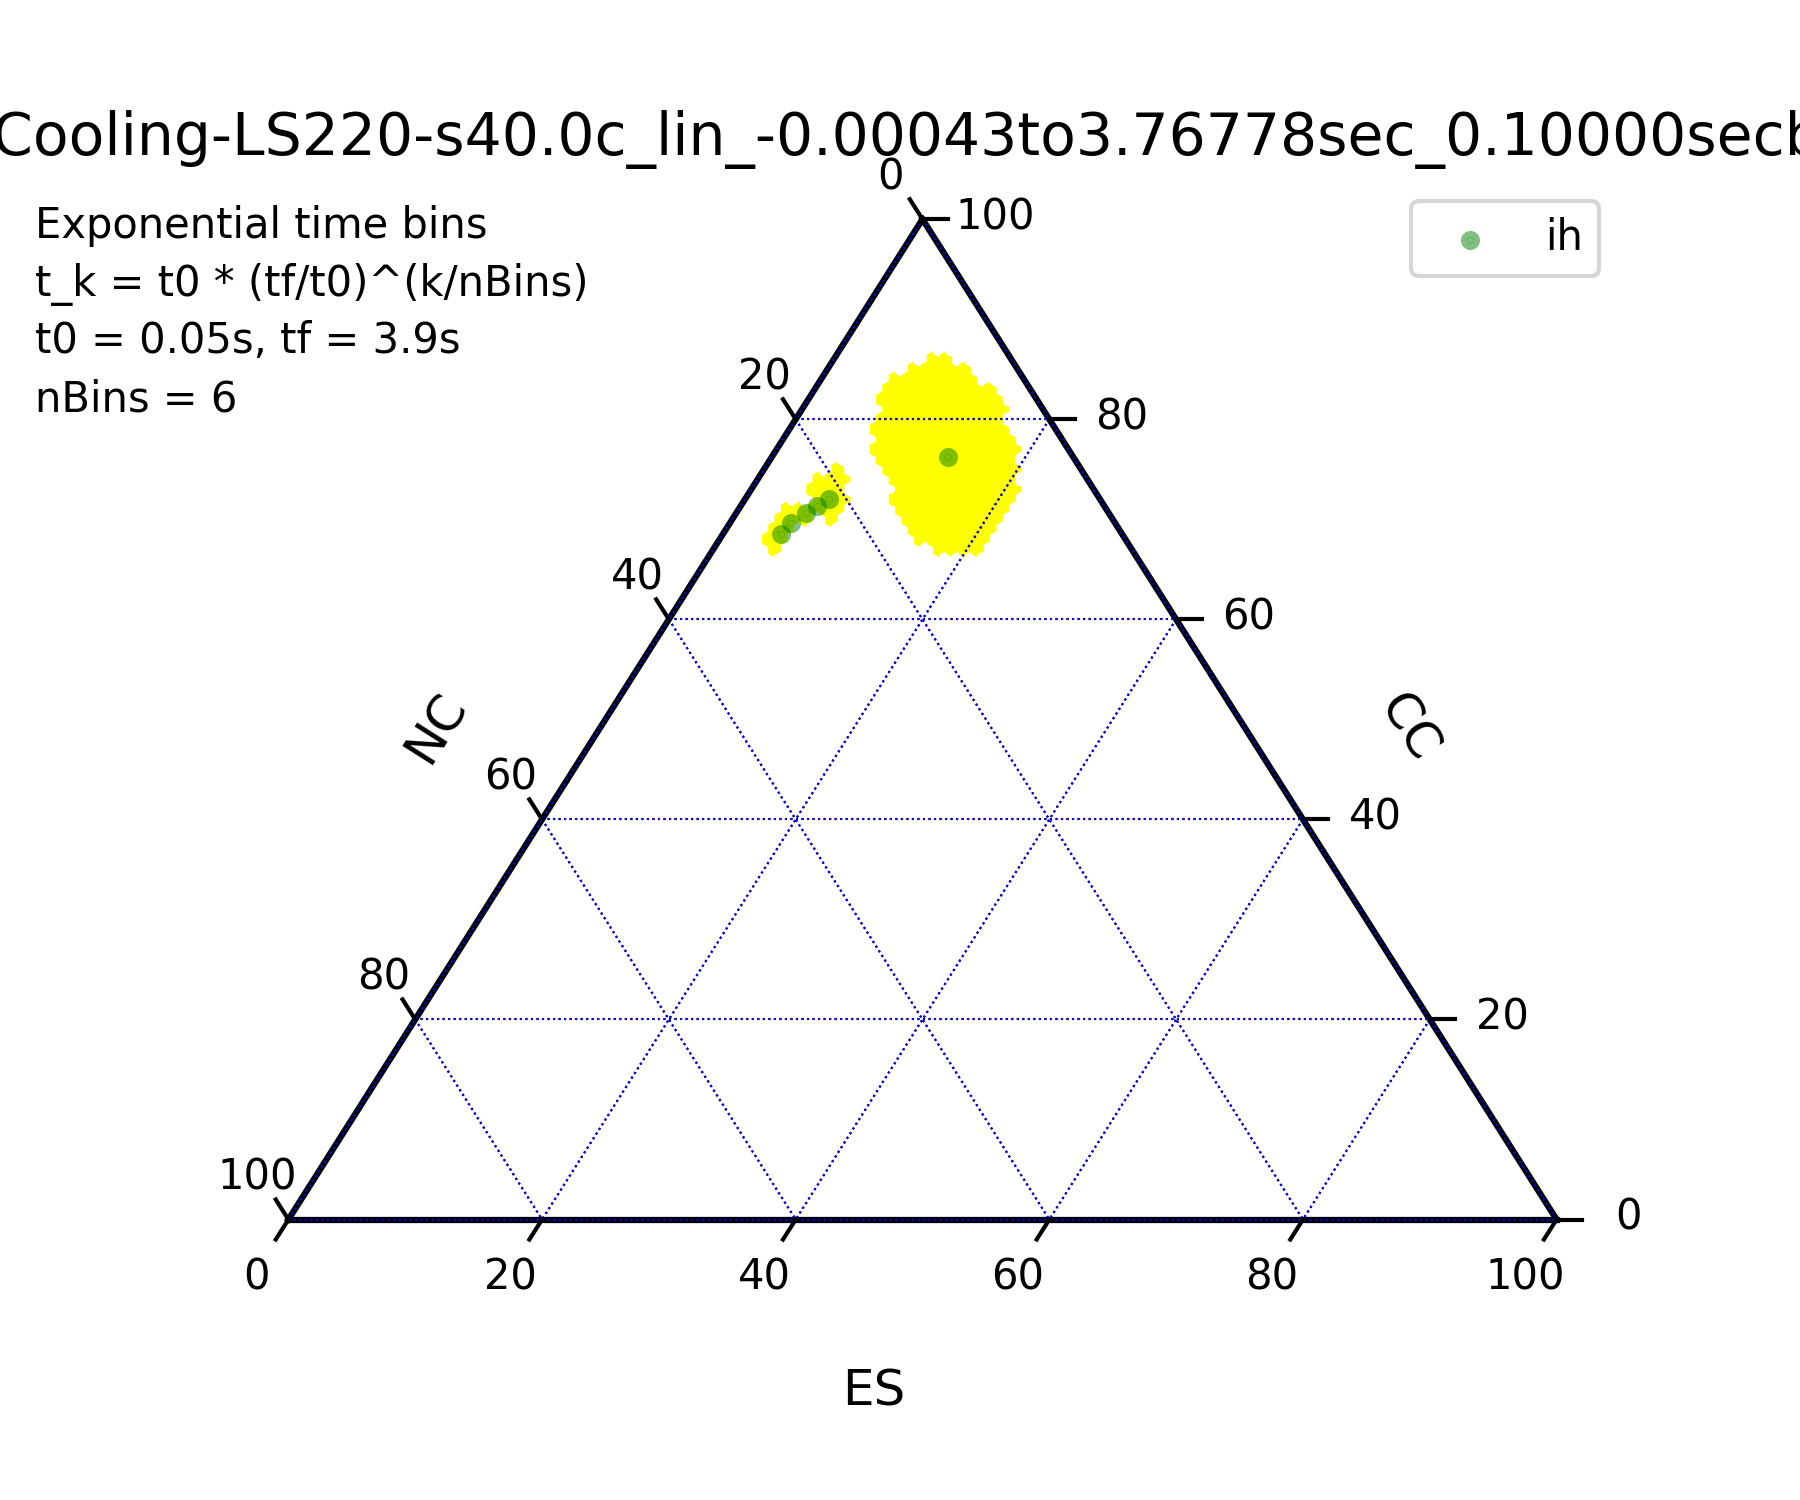 Cooling-LS220-s40.0c_lin_-0.00043to3.76778sec_0.10000sec
Exponential time bins
t_k = t0 * (tf/t0)^(k/nBins)
t0 = 0.05s, tf = 3.9s
nBins = 6
ih
0
100
20
80
40
60
NC
CC
60
40
80
20
100
0
0
20
40
60
80
100
ES